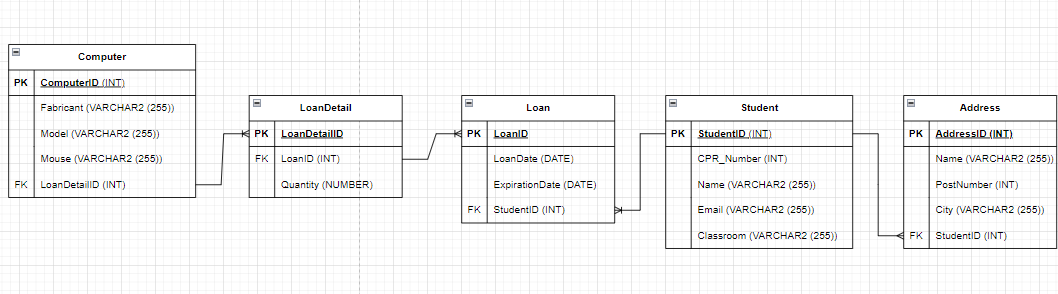 Computer
PK ComputerID (INT)
Fabricant (VARCHAR2 (255))
Model (VARCHAR2 (255))
Mouse (VARCHAR2 (255))
FK LoanDetailID (INT)
LoanDetail
PK LoanDetailID
FK LoanID (INT)
Quantity (NUMBER)
Loan
PK LoanID
LoanDate (DATE)
ExpirationDate (DATE)
FK StudentID (INT)
Student
PK StudentID (INT)
CPR_Number (INT)
Name (VARCHAR2 (255))
Email (VARCHAR2 (255))
Classroom (VARCHAR2 (255))
Address
PK AddressID (INT)
Name (VARCHAR2 (255))
PostNumber (INT)
City (VARCHAR2 (255))
FK StudentID (INT)